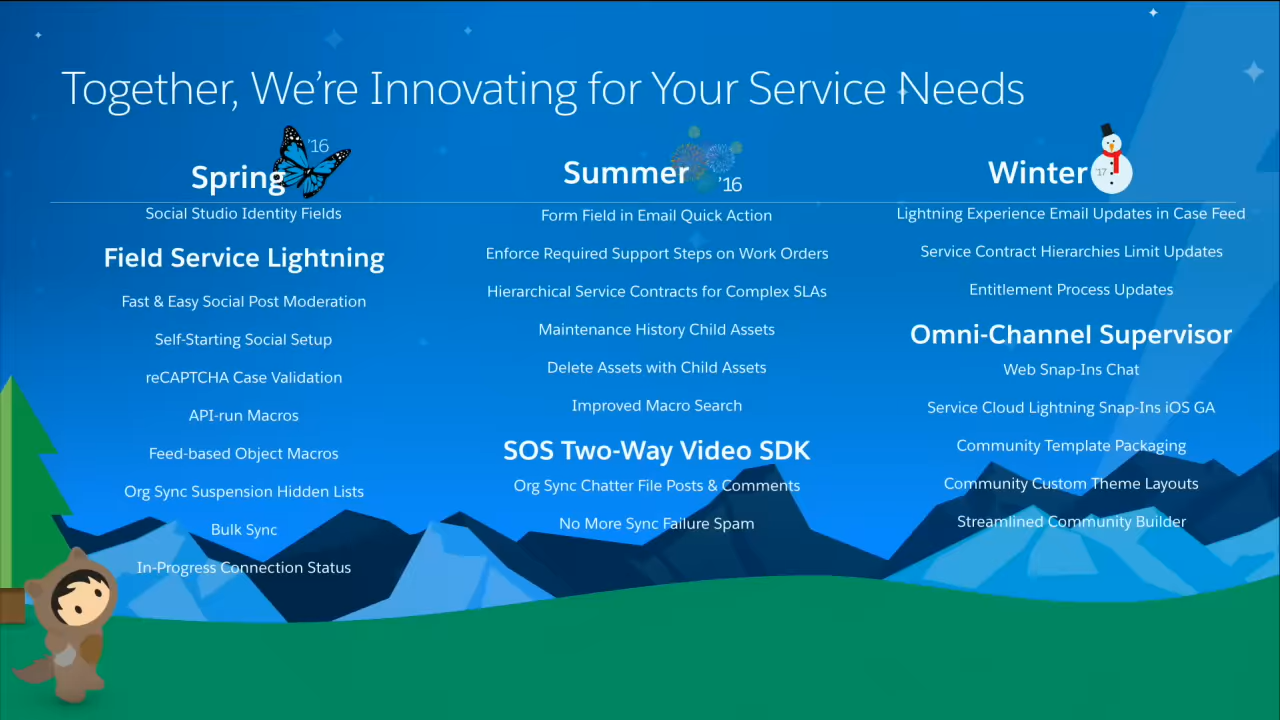 Together, We're Innovating for Your Service Needs
Spring '16
Social Studio Identity Fields
Field Service Lightning
Fast & Easy Social Post Moderation
Self-Starting Social Setup
reCAPTCHA Case Validation
API-run Macros
Feed-based Object Macros
Org Sync Suspension Hidden Lists
Bulk Sync
In-Progress Connection Status
Summer '16
Form Field in Email Quick Action
Enforce Required Support Steps on Work Orders
Hierarchical Service Contracts for Complex SLAs
Maintenance History Child Assets
Delete Assets with Child Assets
Improved Macro Search
SOS Two-Way Video SDK
Org Sync Chatter File Posts & Comments
No More Sync Failure Spam
Winter '17
Lightning Experience Email Updates in Case Feed
Service Contract Hierarchies Limit Updates
Entitlement Process Updates
Omni-Channel Supervisor
Web Snap-Ins Chat
Service Cloud Lightning Snap-Ins iOS GA
Community Template Packaging
Community Custom Theme Layouts
Streamlined Community Builder